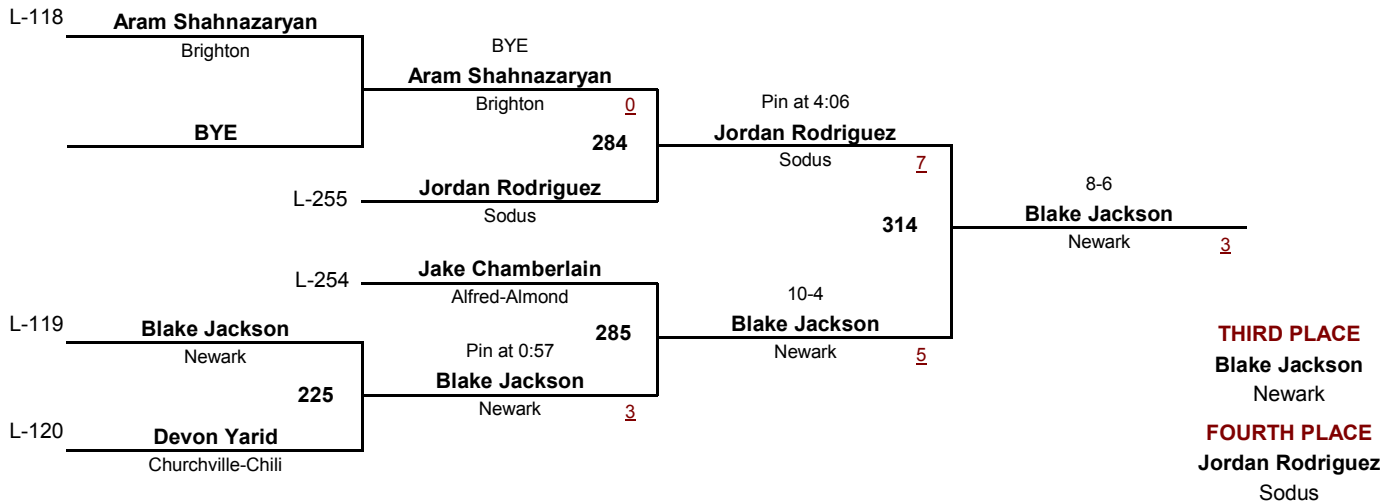 L-118
Aram Shahnazaryan
Brighton
BYE
BYE
Aram Shahnazaryan
Brighton 0
284
L-255
Jordan Rodriguez
Sodus
Pin at 4:06
Jordan Rodriguez
Sodus 7
L-254
Jake Chamberlain
Alfred-Almond
L-119
Blake Jackson
Newark
225
L-120
Devon Yarid
Churchville-Chili
Pin at 0:57
Blake Jackson
Newark 3
285
10-4
Blake Jackson
Newark 5
314
8-6
Blake Jackson
Newark 3
THIRD PLACE
Blake Jackson
Newark
FOURTH PLACE
Jordan Rodriguez
Sodus